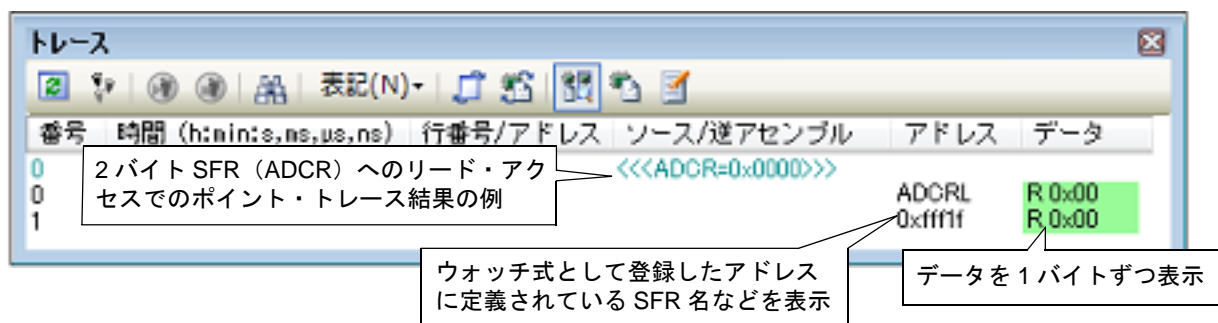 トレース
表記(N)
番号 時間 (h:min:s,ms,μs,ns) 行番号/アドレス ソース/逆アセンブル アドレス データ
0 <<<ADCR=0x0000>>>
0 ADCRL R 0x00
1 0xfff1f R 0x00
2 バイト SFR（ADCR）へのリード・アク
セスでのポイント・トレース結果の例
ウォッチ式として登録したアドレス
に定義されている SFR 名などを表示
データを 1 バイトずつ表示